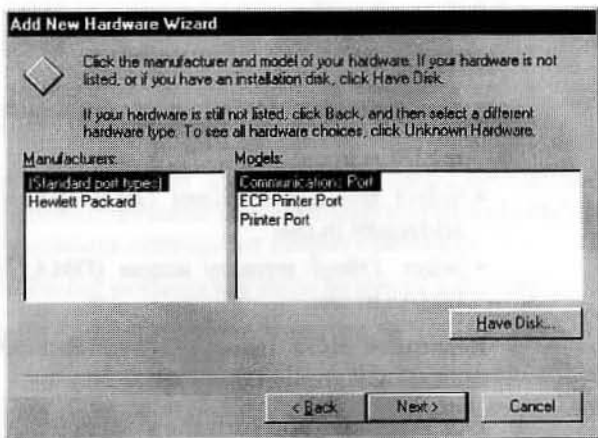 Add New Hardware Wizard
Click the manufacturer and model of your hardware. If your hardware is not
listed, or if you have an installation disk, click Have Disk.
If your hardware is still not listed, click Back, and then select a different
hardware type. To see all hardware choices, click Unknown Hardware.
Manufacturers:
Models:
(Standard port types)
Hewlett Packard
Communications Port
ECP Printer Port
Printer Port
Have Disk...
< Back
Next >
Cancel